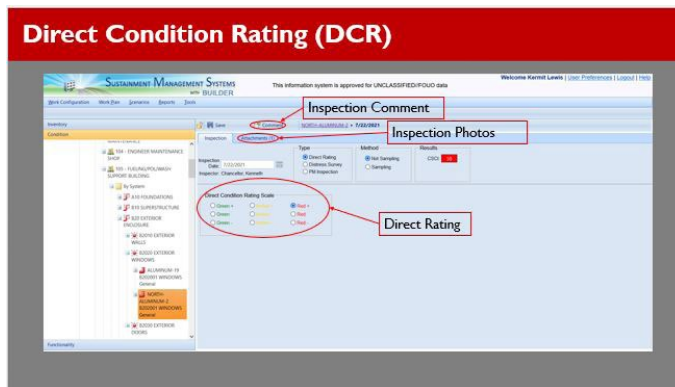 Direct Condition Rating (DCR)
SUSTAINMENT MANAGEMENT SYSTEMS
WITH BUILDER
This information system is approved for UNCLASSIFIED//FOUO data
Welcome Kermit Lewis | User Preferences | Logout | Help
Work Configuration Work Plan Scenarios Reports Tools
Inspection Comment
Inventory
Condition
Save
Comment
NORTH-ALUMINUM-2 • 7/22/2021
Inspection Photos
Inspection
Attachments
MAINTENANCE
ENGINEER MAINTENANCE SHOP
FUELING/POL/WASH SUPPORT BUILDING
By System
A10 FOUNDATIONS
B10 SUPERSTRUCTURE
B20 EXTERIOR
ENCLOSURE
B2010 EXTERIOR
WALLS
B2020 EXTERIOR
WINDOWS
ALUMINUM-19
B202001 WINDOWS
General
NORTH-
ALUMINUM-2
B202001 WINDOWS
General
B2030 EXTERIOR
DOORS
Functionality
Inspection
Date: 7/22/2021
Inspector: Chancellor, Kenneth
Type
Direct Rating
Distress Survey
PM Inspection
Method
Not Sampling
Sampling
Results
CSCI:
Direct Condition Rating Scale
Green + Red +
Green Red
Green - Red -
Direct Rating